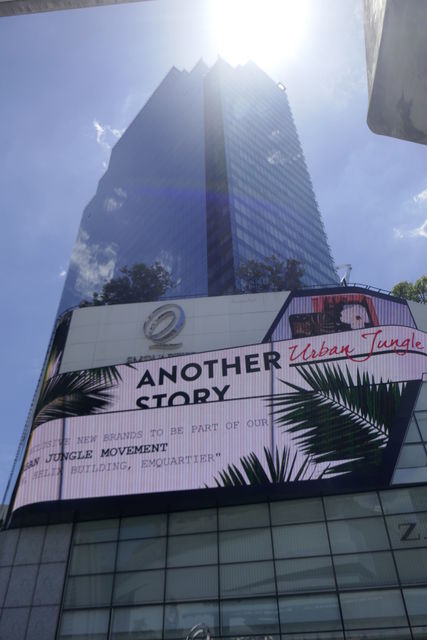 ANOTHER
STORY
Urban Jungle
NEW BRANDS TO BE PART OF OUR
JUNGLE MOVEMENT
HELIX BUILDING, EMQUARTIER"
Z